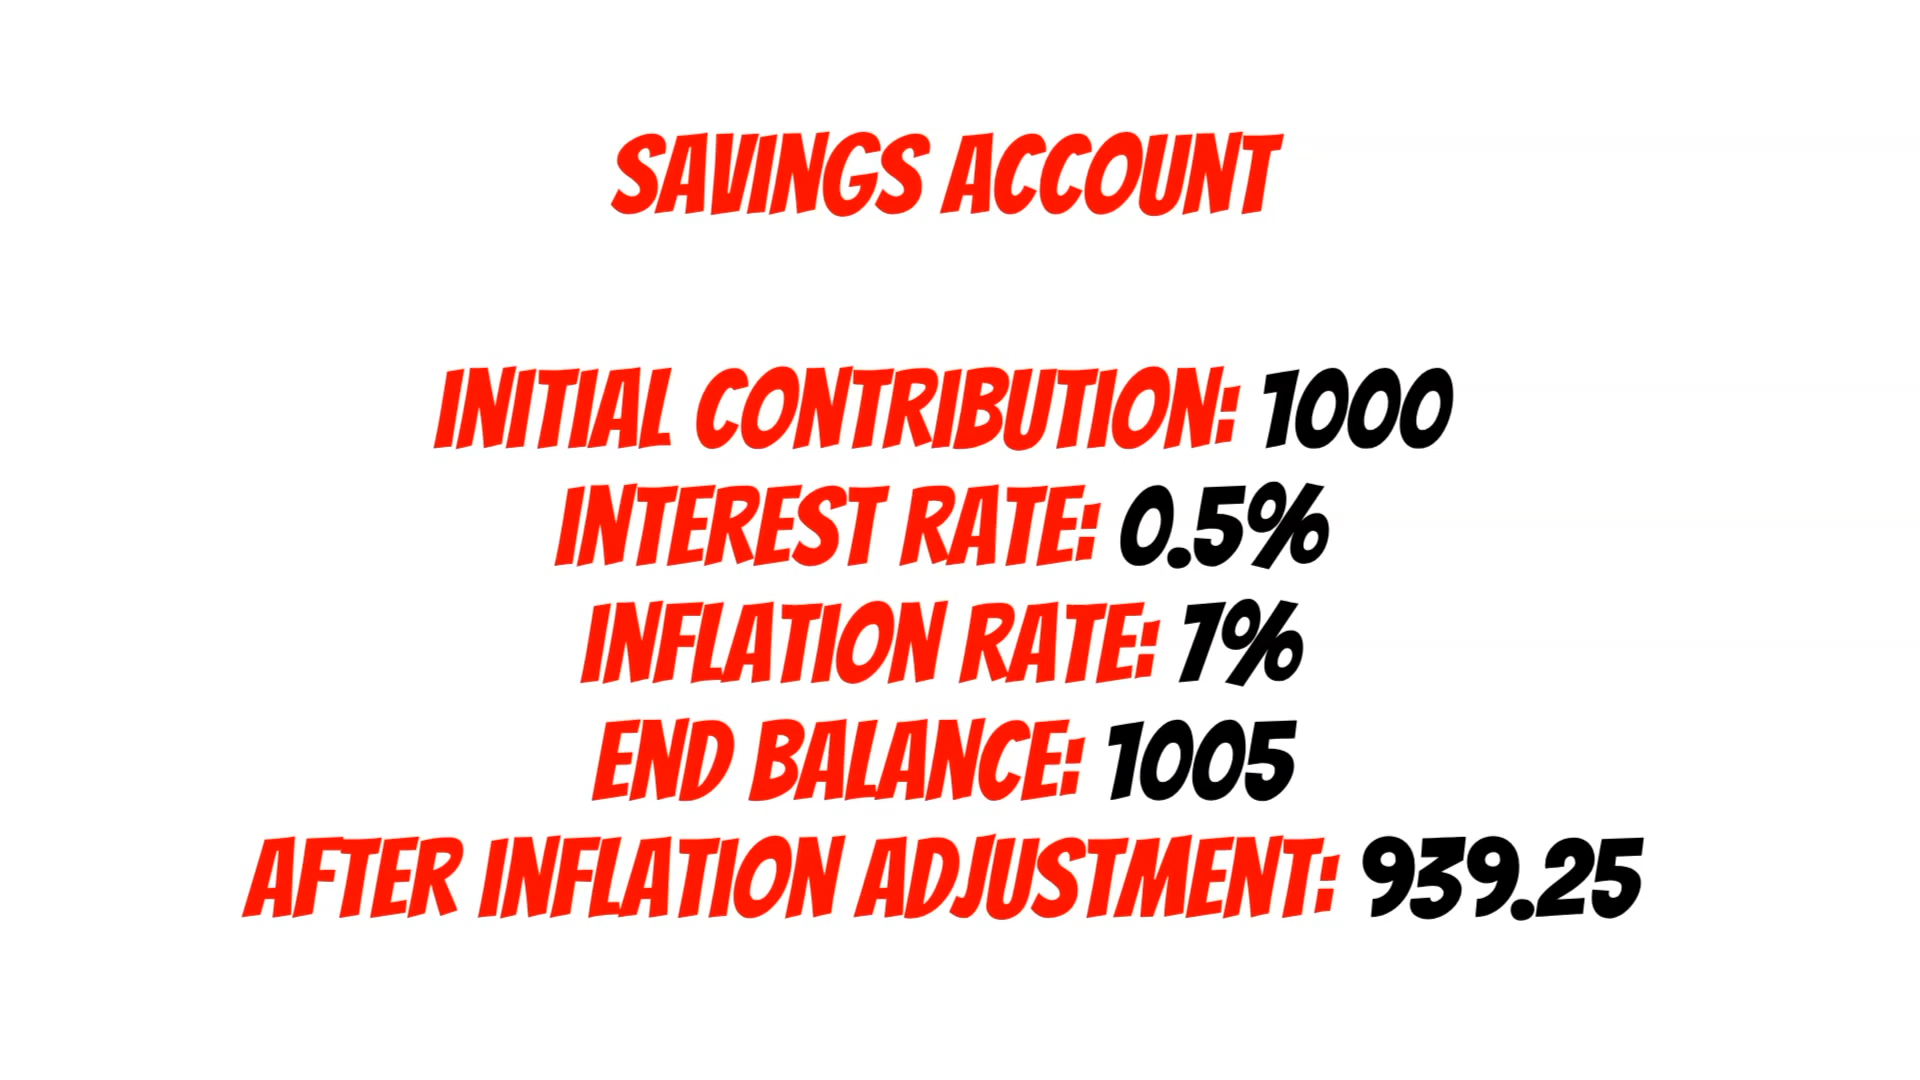 SAVINGS ACCOUNT
INITIAL CONTRIBUTION: 1000
INTEREST RATE: 0.5%
INFLATION RATE: 7%
END BALANCE: 1005
AFTER INFLATION ADJUSTMENT: 939.25